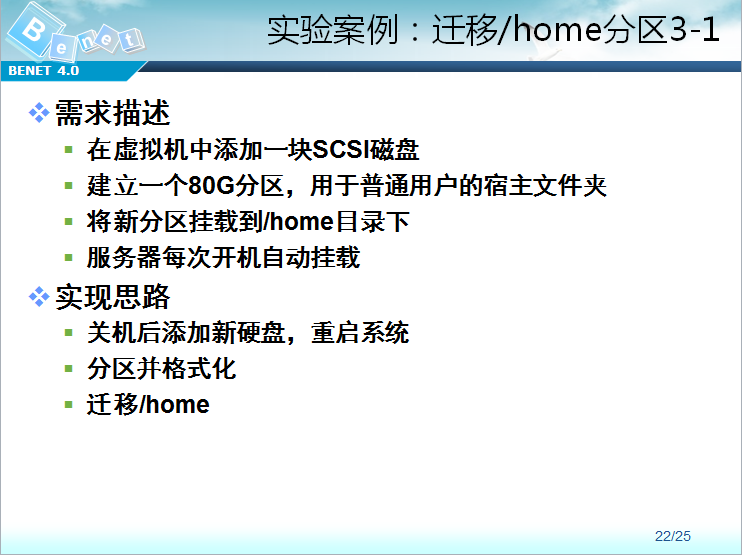 Benet
实验案例：迁移/home分区3-1
BENET 4.0
需求描述
在虚拟机中添加一块SCSI磁盘
建立一个80G分区，用于普通用户的宿主文件夹
将新分区挂载到/home目录下
服务器每次开机自动挂载
实现思路
关机后添加新硬盘，重启系统
分区并格式化
迁移/home
22/25